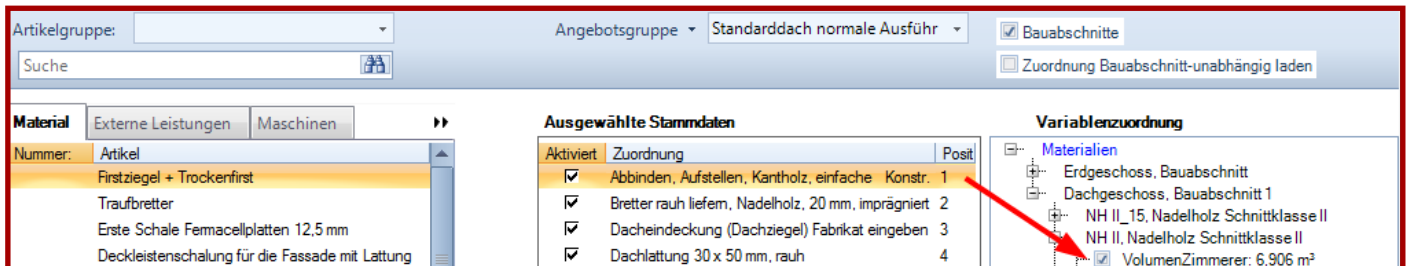 Artikelgruppe:
Angebotsgruppe Standarddach normale Ausführ
Bauabschnitte
Suche
Zuordnung Bauabschnitt-unabhängig laden
Material Externe Leistungen Maschinen
Ausgewählte Stammdaten
Variablenzuordnung
Nummer: Artikel
Aktiviert Zuordnung Posit
Materialien
Firstziegel + Trockenfirst
Abbinden, Aufstellen, Kantholz, einfache Konstr. 1
Erdgeschoss, Bauabschnitt
Traufbretter
Bretter rauh liefern, Nadelholz, 20 mm, imprägniert 2
Dachgeschoss, Bauabschnitt 1
Erste Schale Fermacellplatten 12,5 mm
Dacheindeckung (Dachziegel) Fabrikat eingeben 3
NH II_15, Nadelholz Schnittklasse II
NH II, Nadelholz Schnittklasse II
Deckleistenschalung für die Fassade mit Lattung
Dachlattung 30 x 50 mm, rauh 4
VolumenZimmerer: 6,906 m³